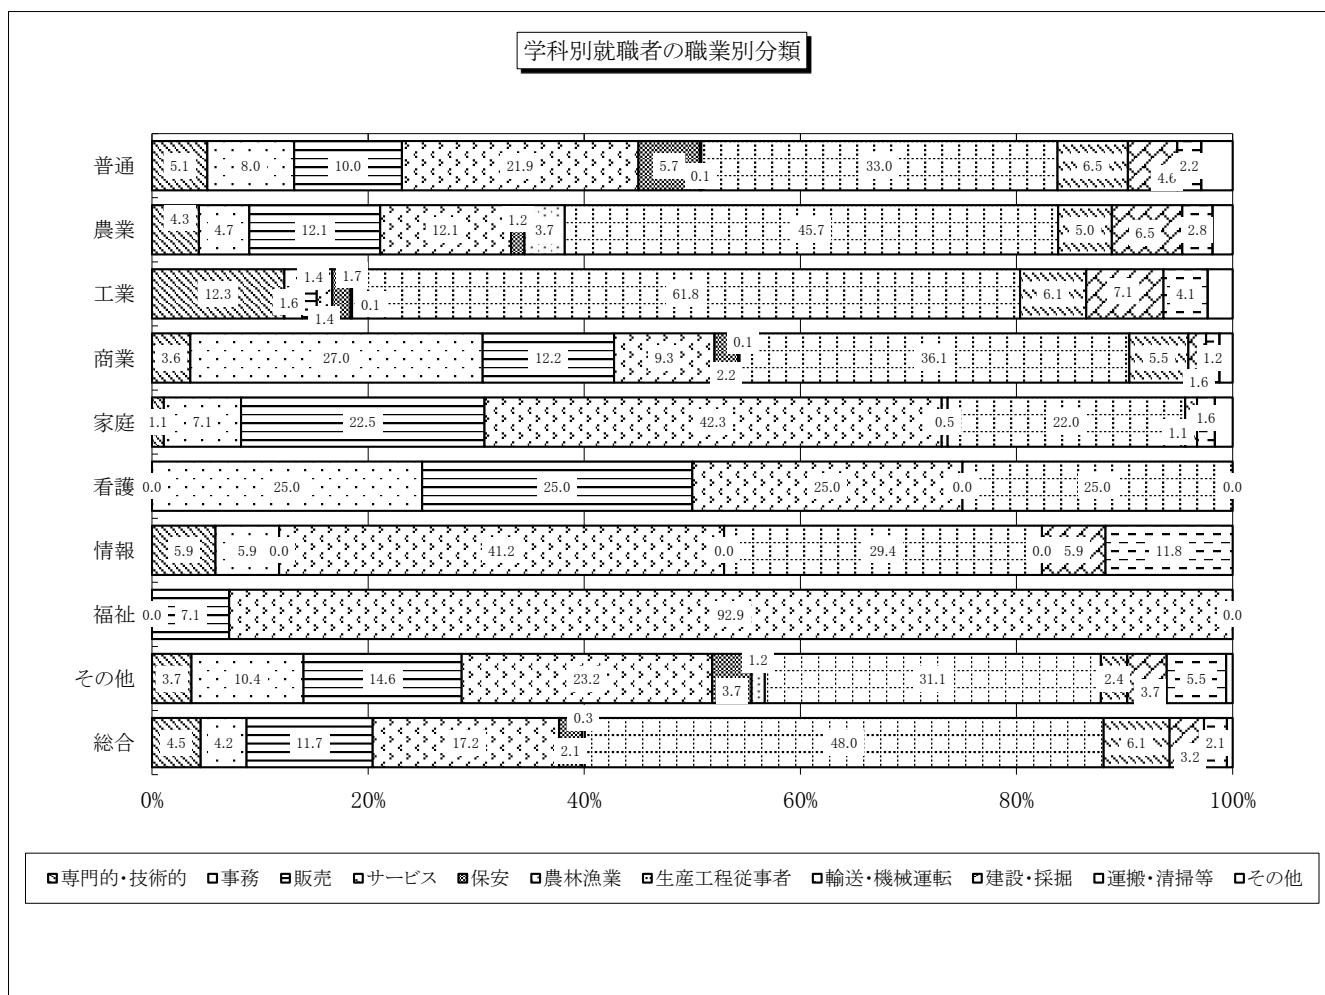 学科別就職者の職業別分類
普通 5.1 8.0 10.0 21.9 5.7 0.1 33.0 6.5 4.6 2.2
農業 4.3 4.7 12.1 12.1 1.2 3.7 45.7 5.0 6.5 2.8
工業 12.3 1.6 1.4 1.4 1.7 0.1 61.8 6.1 7.1 4.1
商業 3.6 27.0 12.2 9.3 2.2 0.1 36.1 5.5 1.6 1.2
家庭 1.1 7.1 22.5 42.3 0.5 22.0 1.1 1.6
看護 0.0 25.0 25.0 25.0 0.0 25.0 0.0
情報 5.9 5.9 0.0 41.2 0.0 29.4 0.0 5.9 11.8
福祉 0.0 7.1 92.9 0.0
その他 3.7 10.4 14.6 23.2 3.7 1.2 31.1 2.4 3.7 5.5
総合 4.5 4.2 11.7 17.2 2.1 0.3 48.0 6.1 3.2 2.1
0% 20% 40% 60% 80% 100%
専門的・技術的 事務 販売 サービス 保安 農林漁業 生産工程従事者 輸送・機械運転 建設・採掘 運搬・清掃等 その他